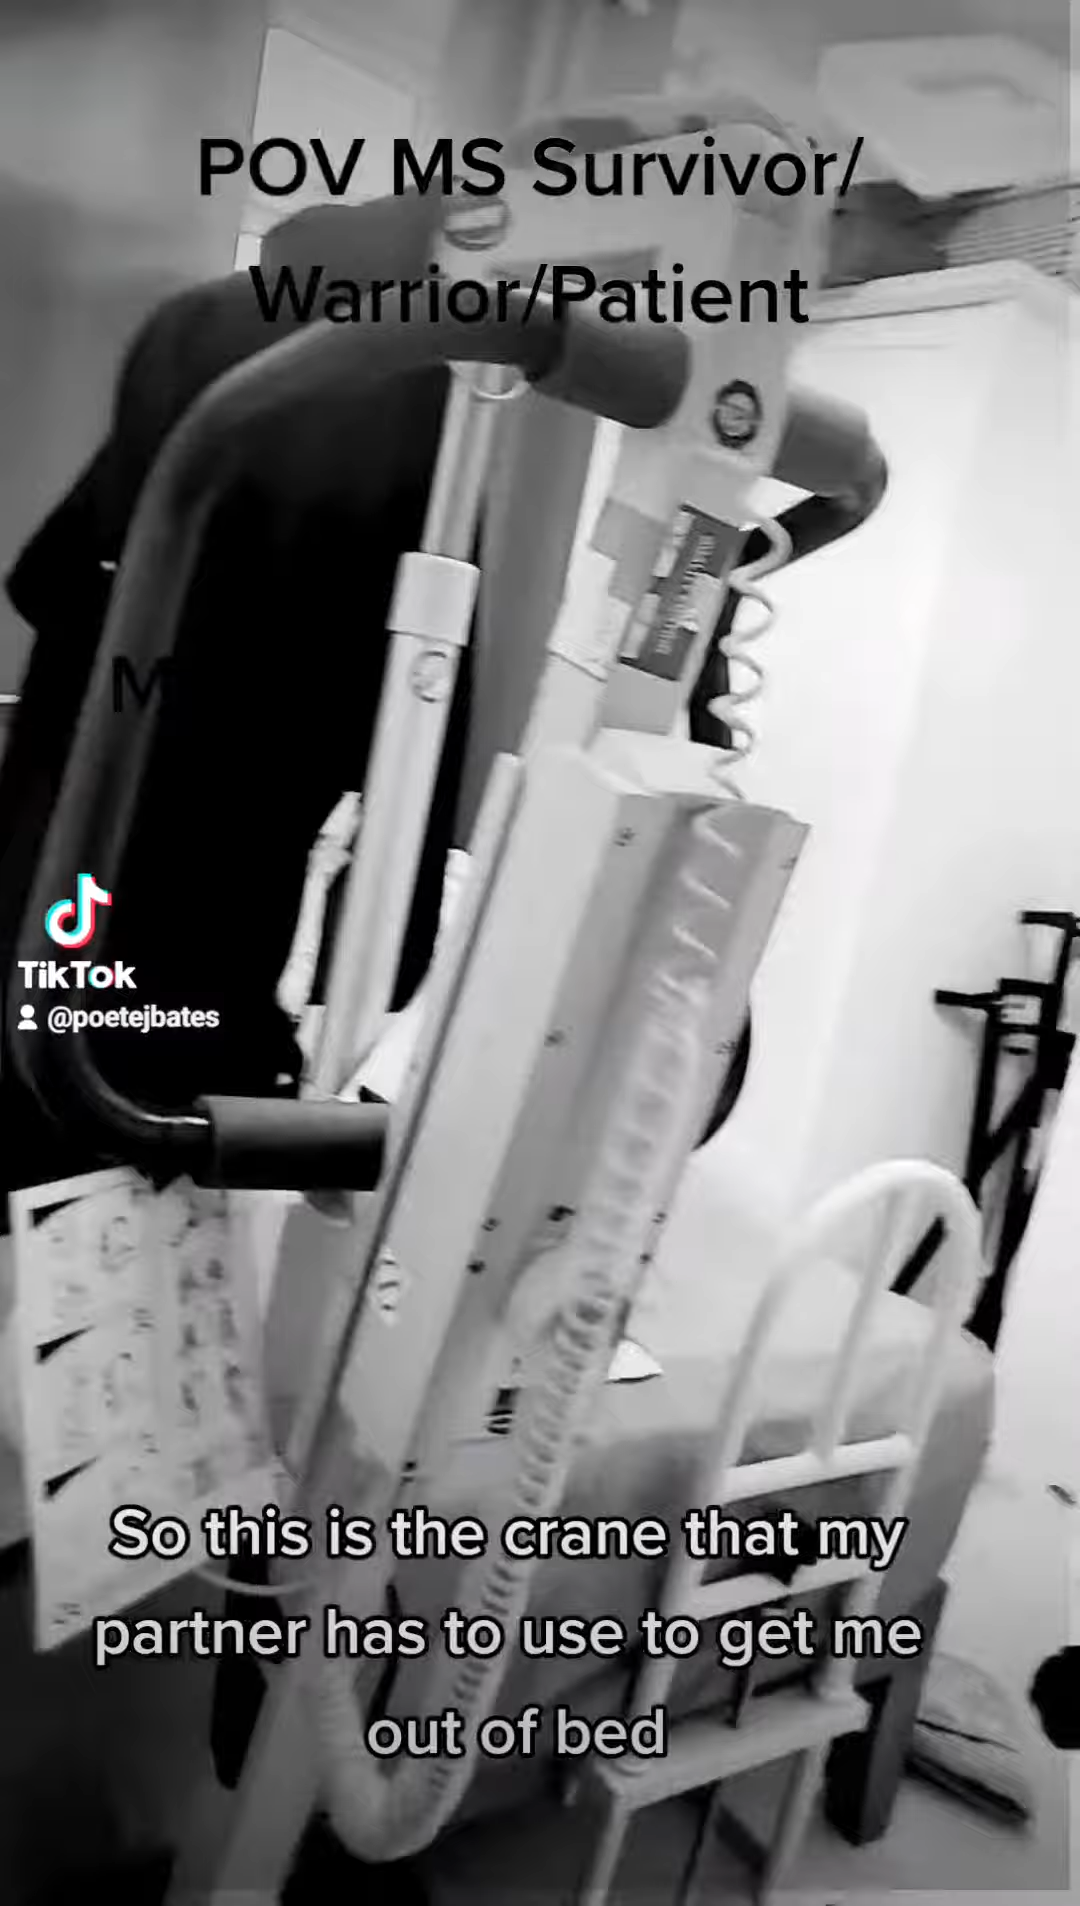 POV MS Survivor/
Warrior/Patient
M
TikTok
@poetejbates
So this is the crane that my
partner has to use to get me
out of bed